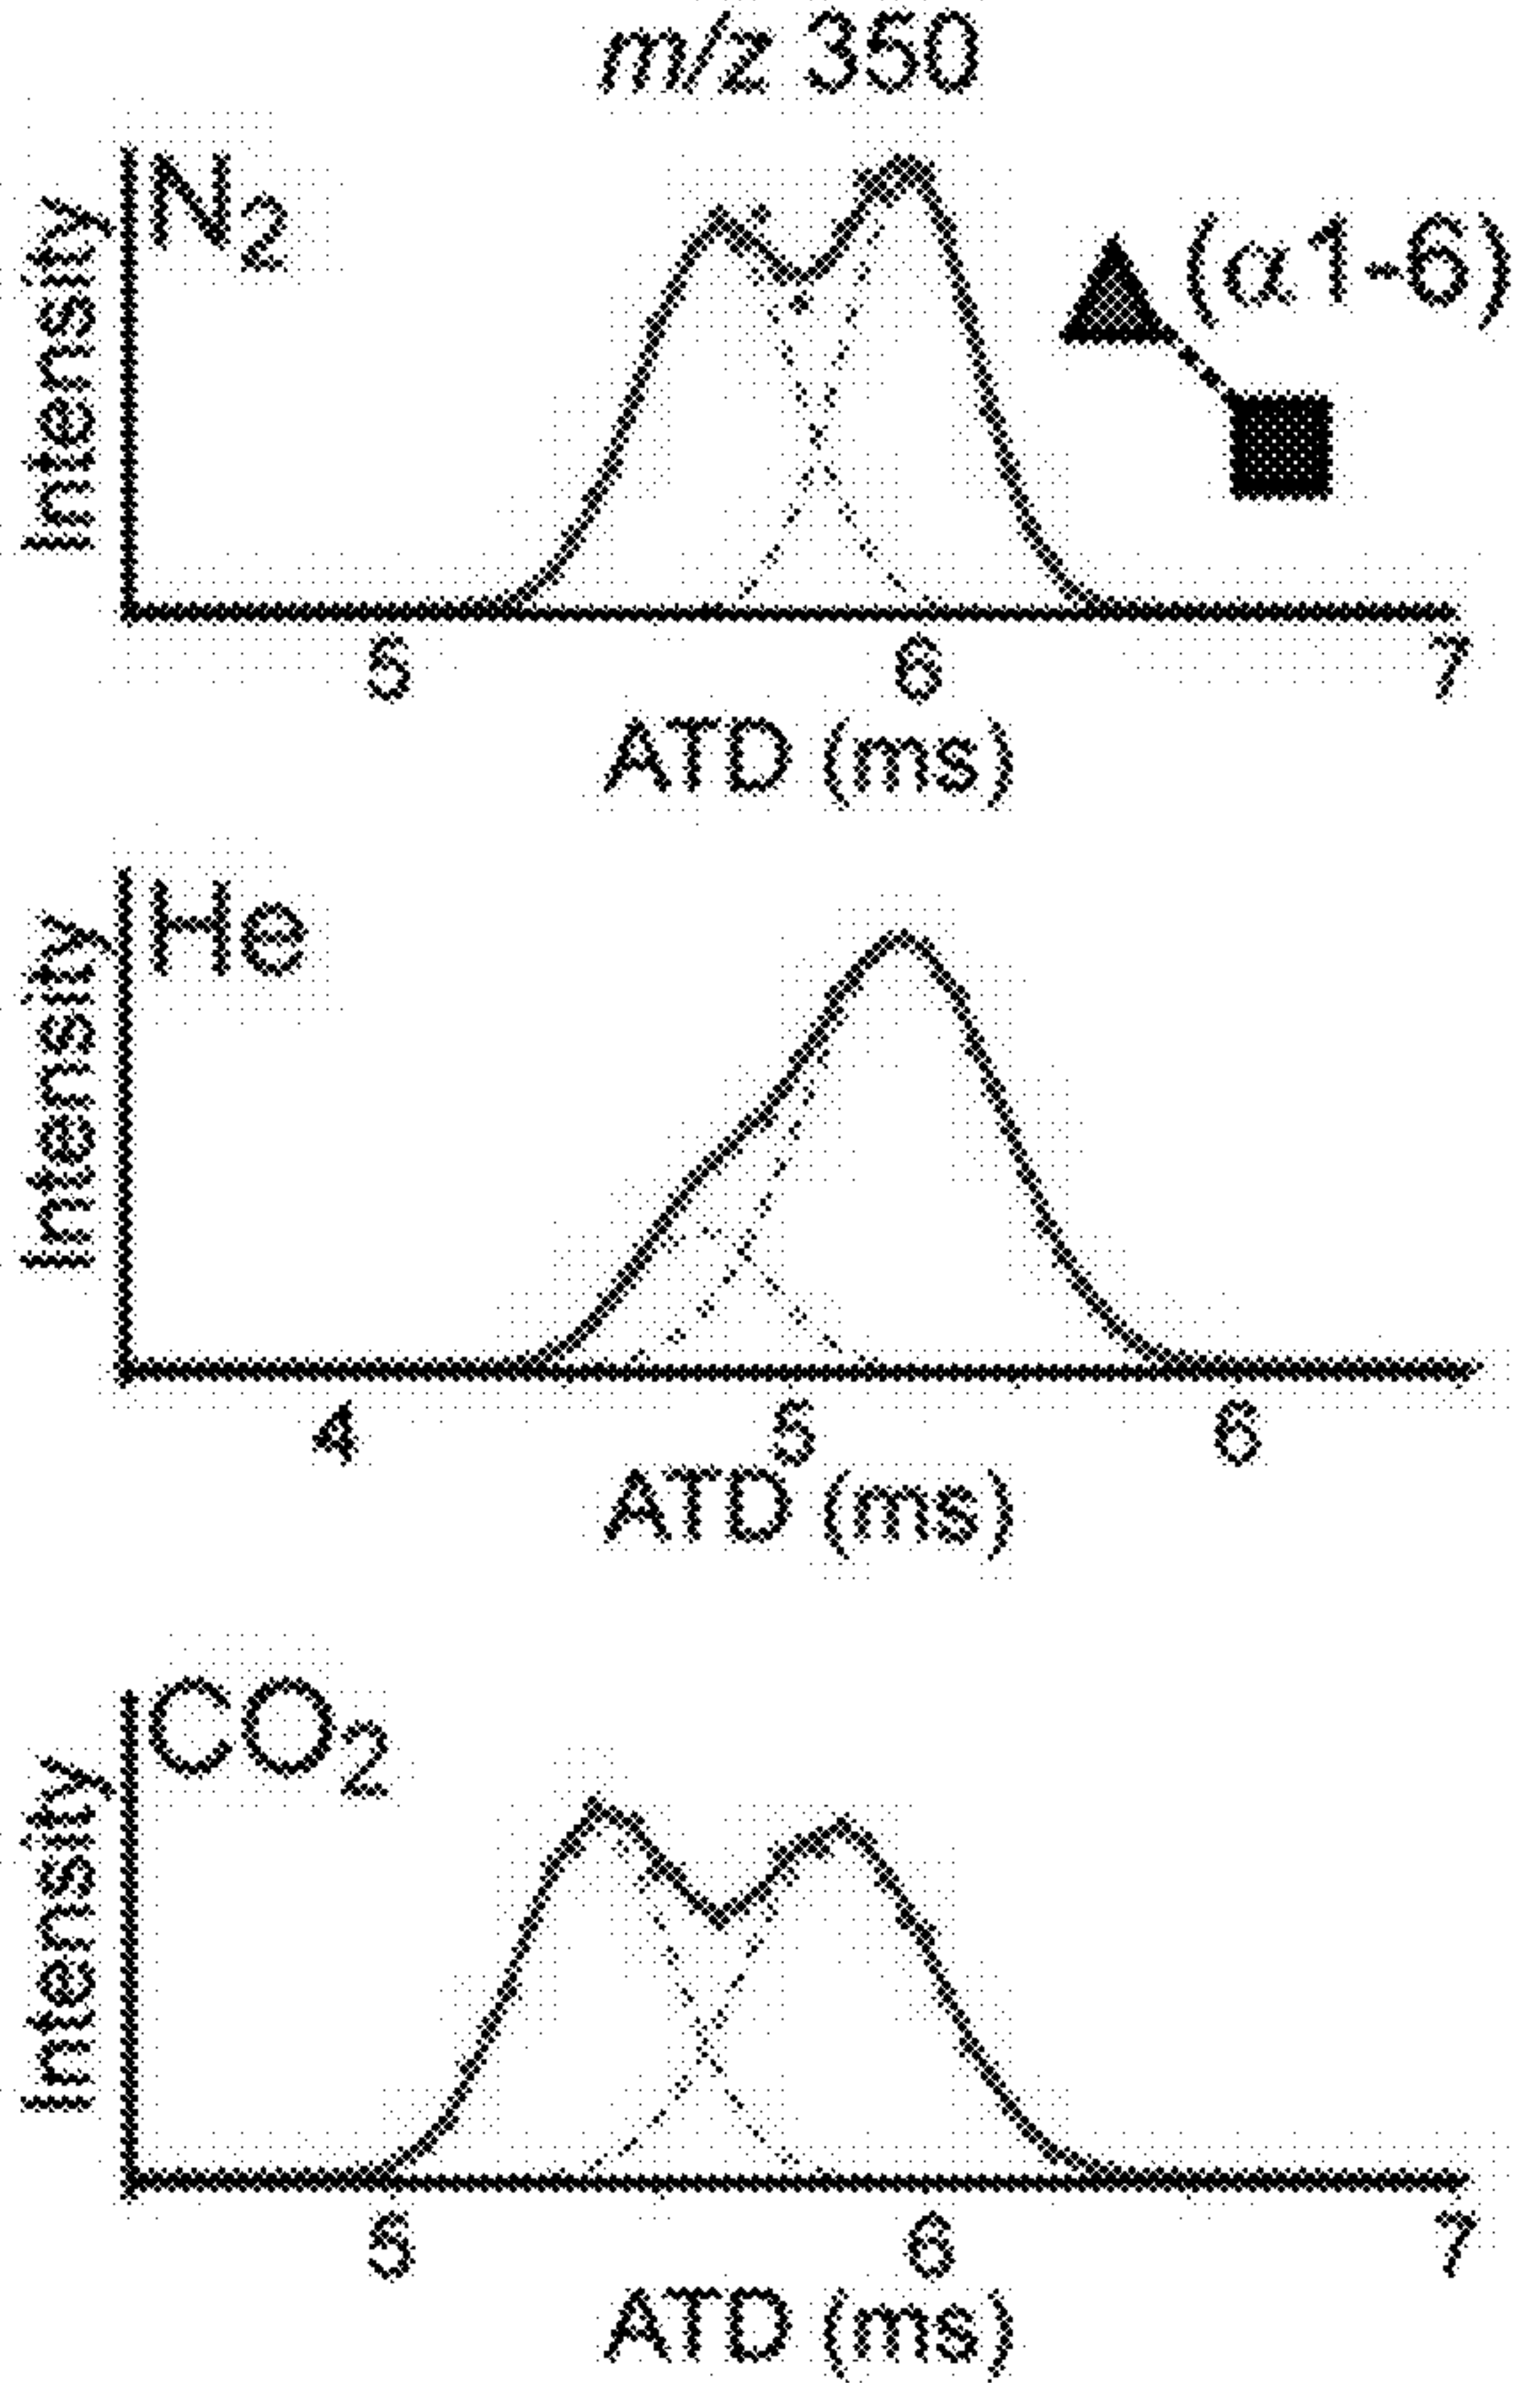 m/z 350
N2
Intensity
(α1-6)
5 6 7
ATD (ms)
He
Intensity
4 5 6
ATD (ms)
CO2
Intensity
5 6 7
ATD (ms)